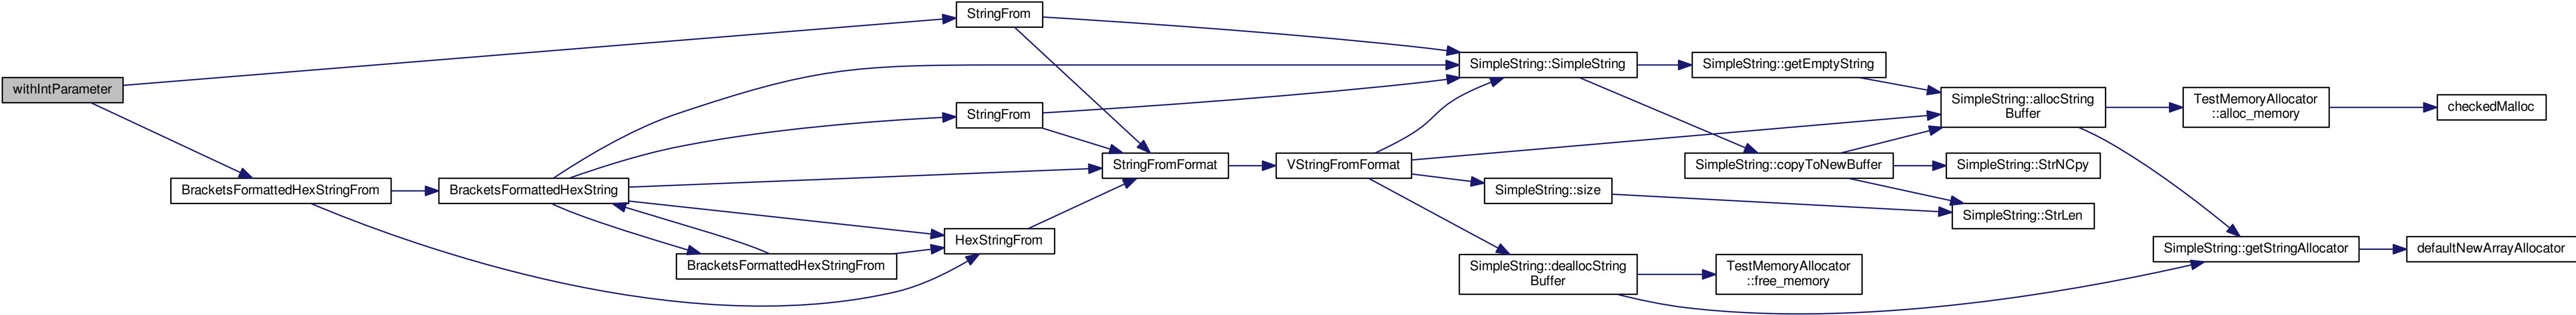 withIntParameter
BracketsFormattedHexStringFrom
BracketsFormattedHexString
BracketsFormattedHexStringFrom
StringFrom
StringFrom
HexStringFrom
StringFromFormat
VStringFromFormat
SimpleString::SimpleString
SimpleString::size
SimpleString::deallocString
Buffer
SimpleString::getEmptyString
SimpleString::copyToNewBuffer
TestMemoryAllocator
::free_memory
SimpleString::allocString
Buffer
SimpleString::StrNCpy
SimpleString::StrLen
TestMemoryAllocator
::alloc_memory
SimpleString::getStringAllocator
checkedMalloc
defaultNewArrayAllocator